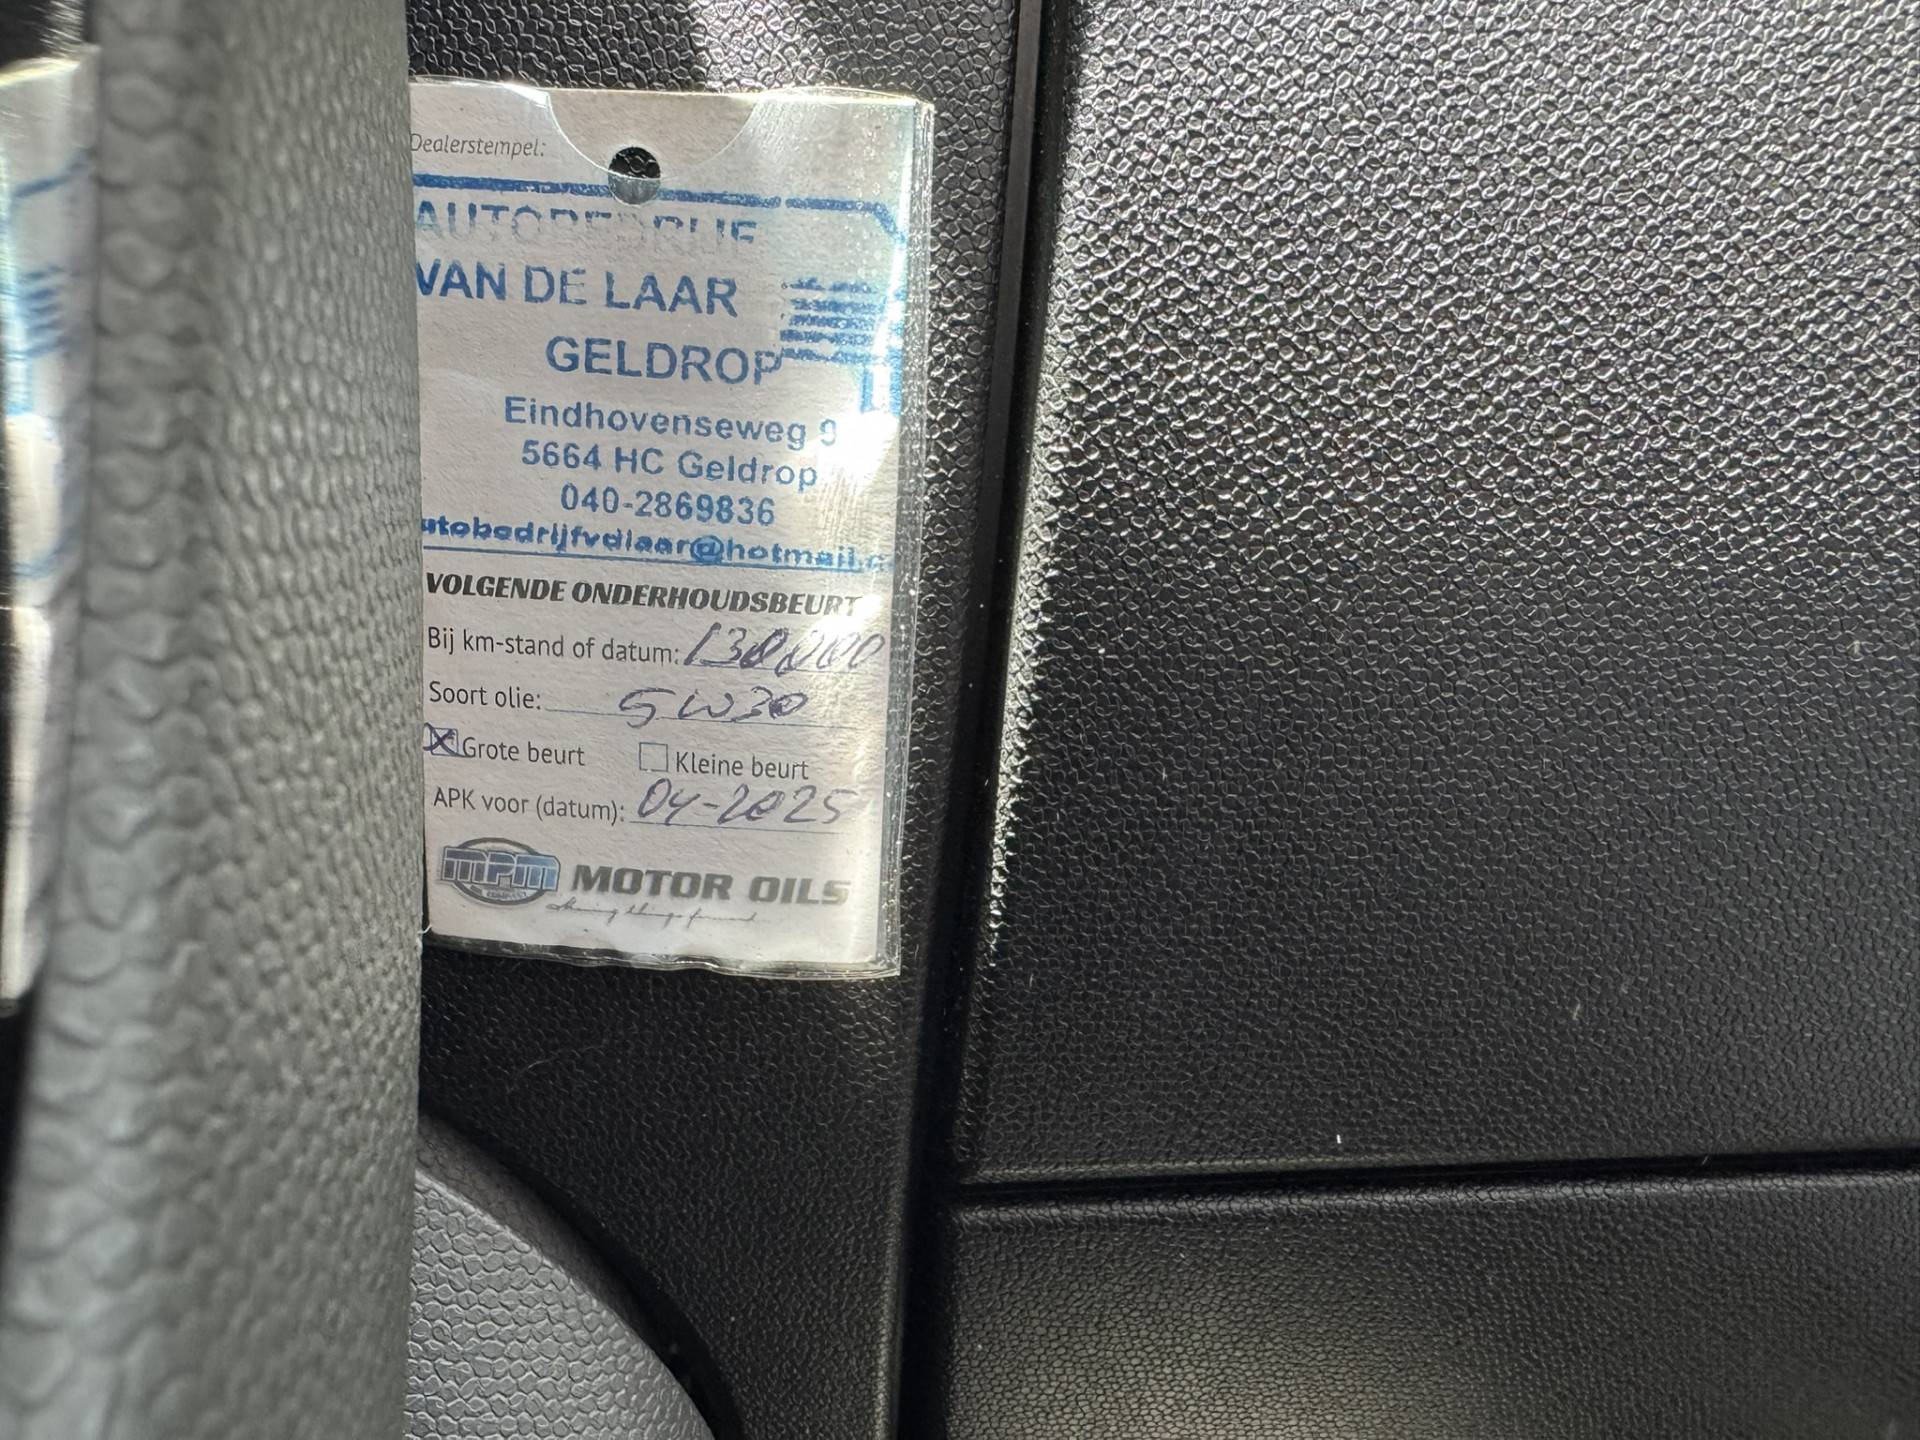 Dealerstempel:
AUTOBEDRIJF
VAN DE LAAR
GELDROP
Eindhovenseweg 9
5664 HC Geldrop
040-2869836
utobedrijfvdlaar@hotmail.c
VOLGENDE ONDERHOUDSBEURT
Bij km-stand of datum: 130000
Soort olie: 5W30
Grote beurt Kleine beurt
APK voor (datum): 04-2025
MPM MOTOR OILS